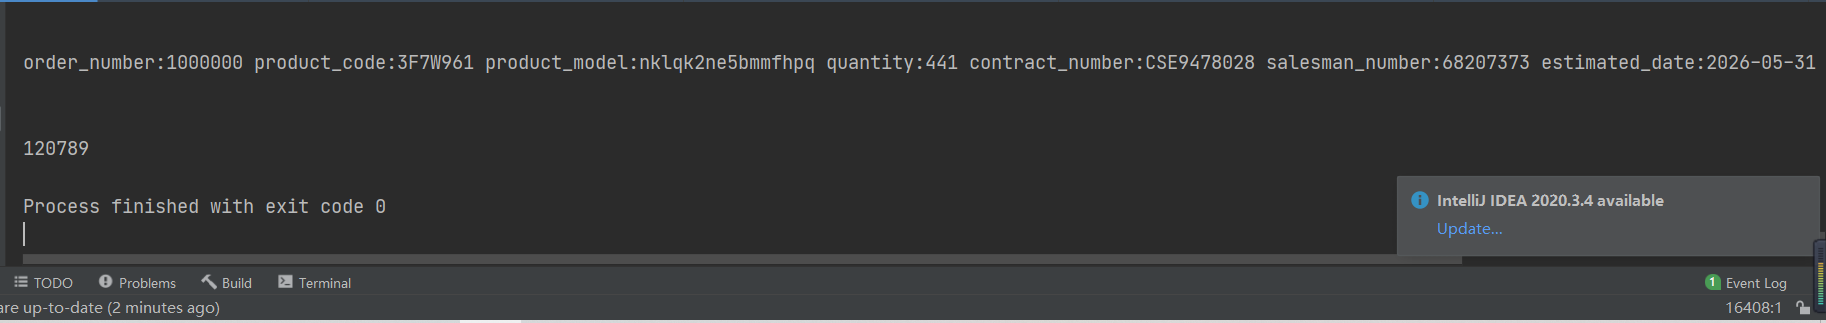 order_number:1000000 product_code:3F7W961 product_model:nklqk2ne5bmmfhpq quantity:441 contract_number:CSE9478028 salesman_number:68207373 estimated_date:2026-05-31
120789
Process finished with exit code 0
IntelliJ IDEA 2020.3.4 available
Update...
TODO Problems Build Terminal 1 Event Log
are up-to-date (2 minutes ago) 16408:1